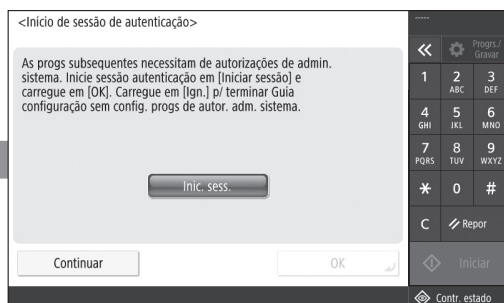 <Início de sessão de autenticação>
As progs subsequentes necessitam de autorizações de admin.
sistema. Inicie sessão autenticação em [Iniciar sessão] e
carregue em [OK]. Carregue em [Ign.] p/ terminar Guia
configuração sem config. progs de autor. adm. sistema.
Inic. sess.
Continuar
OK
-----
Progrs./
Gravar
1 2 3
ABC DEF
4 5 6
GHI JKL MNO
7 8 9
PQRS TUV WXYZ
* 0 #
C Repor
Iniciar
Contr. estado